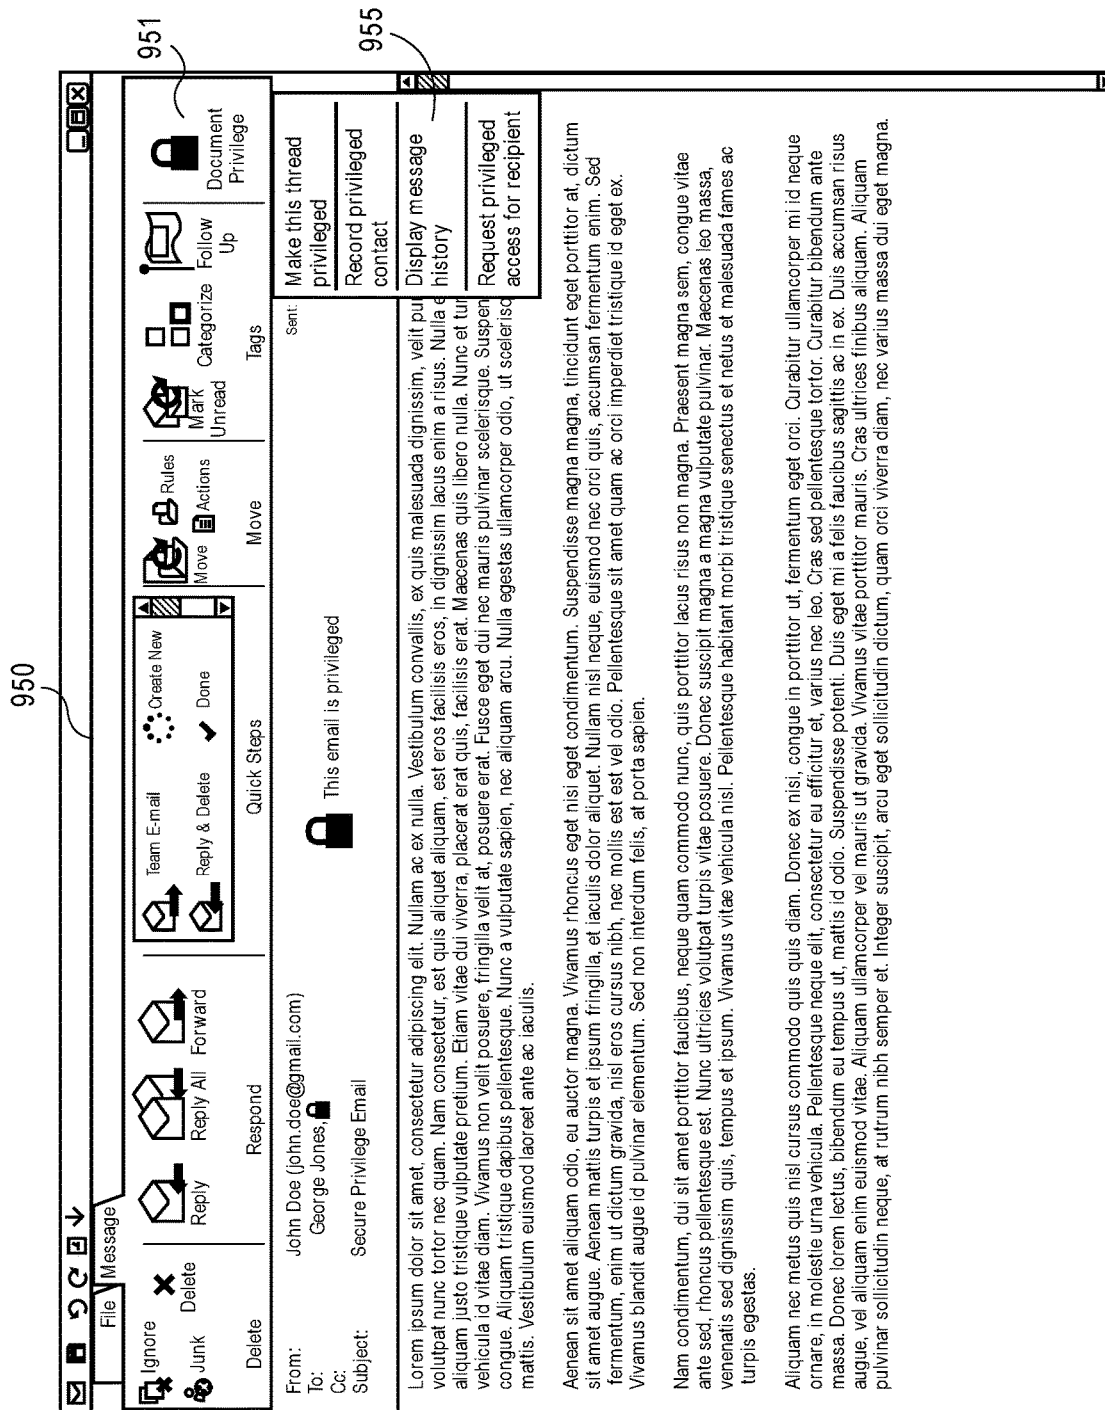 950
951
955
File
Message
Ignore
Junk
Delete
Delete
Reply
Reply All
Forward
Respond
Team E-mail
Reply & Delete
Create New
Done
Quick Steps
Move
Rules
Actions
Move
Mark
Unread
Categorize
Follow
Up
Tags
Document
Privilege
Make this thread
privileged
Record privileged
contact
Display message
history
Request privileged
access for recipient
From:
John Doe (john.doe@gmail.com)
Sent:
To:
George Jones,
Cc:
Subject:
Secure Privilege Email
This email is privileged
Lorem ipsum dolor sit amet, consectetur adipiscing elit. Nullam ac ex nulla. Vestibulum convallis, ex quis malesuada dignissim, velit pu
volutpat nunc tortor nec quam. Nam consectetur, est quis aliquet aliquam, est eros facilisis eros, in dignissim lacus enim a risus. Nulla e
aliquam justo tristique vulputate pretium. Etiam vitae dui viverra, placerat erat quis, facilisis erat. Maecenas quis libero nulla. Nunc et tur
vehicula id vitae diam. Vivamus non velit posuere, fringilla velit at, posuere erat. Fusce eget dui nec mauris pulvinar scelerisque. Suspen
congue. Aliquam tristique dapibus pellentesque. Nunc a vulputate sapien, nec aliquam arcu. Nulla egestas ullamcorper odio, ut scelerisq
mattis. Vestibulum euismod laoreet ante ac iaculis.
Aenean sit amet aliquam odio, eu auctor magna. Vivamus rhoncus eget nisi eget condimentum. Suspendisse magna magna, tincidunt eget porttitor at, dictum
sit amet augue. Aenean mattis turpis et ipsum fringilla, et iaculis dolor aliquet. Nullam nisl neque, euismod nec orci quis, accumsan fermentum enim. Sed
fermentum, enim ut dictum gravida, nisl eros cursus nibh, nec mollis est est vel odio. Pellentesque sit amet quam ac orci imperdiet tristique id eget ex.
Vivamus blandit augue id pulvinar elementum. Sed non interdum felis, at porta sapien.
Nam condimentum, dui sit amet porttitor faucibus, neque quam commodo nunc, quis porttitor lacus risus non magna. Praesent magna sem, congue vitae
ante sed, rhoncus pellentesque est. Nunc ultricies volutpat turpis vitae posuere. Donec suscipit magna a magna vulputate pulvinar. Maecenas leo massa,
venenatis sed dignissim quis, tempus et ipsum. Vivamus vitae vehicula nisl. Pellentesque habitant morbi tristique senectus et netus et malesuada fames ac
turpis egestas.
Aliquam nec metus quis nisl cursus commodo quis quis diam. Donec ex nisi, congue in porttitor ut, fermentum eget orci. Curabitur ullamcorper mi id neque
ornare, in molestie urna vehicula. Pellentesque neque elit, consectetur eu efficitur et, varius nec leo. Cras sed pellentesque tortor. Curabitur bibendum ante
massa. Donec lorem lectus, bibendum eu tempus ut, mattis id odio. Suspendisse potenti. Duis eget mi a felis faucibus sagittis ac in ex. Duis accumsan risus
augue, vel aliquam enim euismod vitae. Aliquam ullamcorper vel mauris ut gravida. Vivamus vitae porttitor mauris. Cras ultrices finibus aliquam. Aliquam
pulvinar sollicitudin neque, at rutrum nibh semper et. Integer suscipit, arcu eget sollicitudin dictum, quam orci viverra diam, nec varius massa dui eget magna.